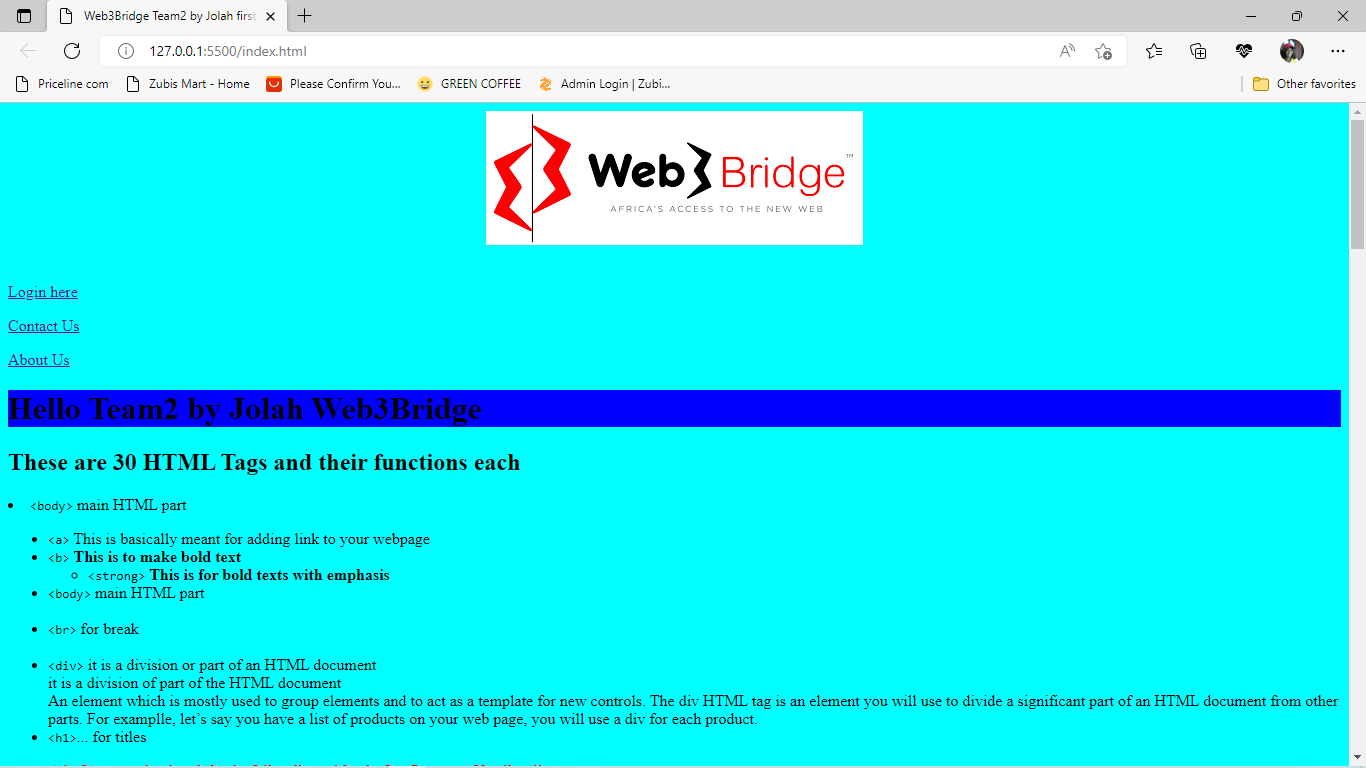 Web3Bridge Team2 by Jolah first
127.0.0.1:5500/index.html
Priceline com Zubis Mart - Home Please Confirm You... GREEN COFFEE Admin Login | Zubi... Other favorites
Web3Bridge™
AFRICA'S ACCESS TO THE NEW WEB
Login here
Contact Us
About Us
Hello Team2 by Jolah Web3Bridge
These are 30 HTML Tags and their functions each
• <body> main HTML part
• <a> This is basically meant for adding link to your webpage
• <b> This is to make bold text
◦ <strong> This is for bold texts with emphasis
• <body> main HTML part
• <br> for break
• <div> it is a division or part of an HTML document
it is a division of part of the HTML document
An element which is mostly used to group elements and to act as a template for new controls. The div HTML tag is an element you will use to divide a significant part of an HTML document from other
parts. For examplle, let’s say you have a list of products on your web page, you will use a div for each product.
• <h1>... for titles